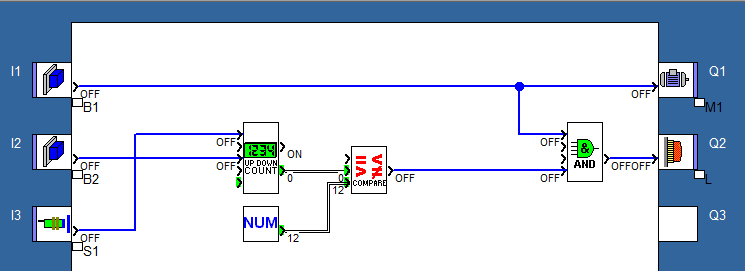 I1
OFF
B1
OFF
Q1
M1
I2
OFF
B2
OFF
1234
UP DOWN
COUNT
OFF
ON
0
0
12
COMPARE
OFF
OFF
&
AND
OFF
OFFOFF
Q2
L
I3
OFF
S1
NUM
12
Q3